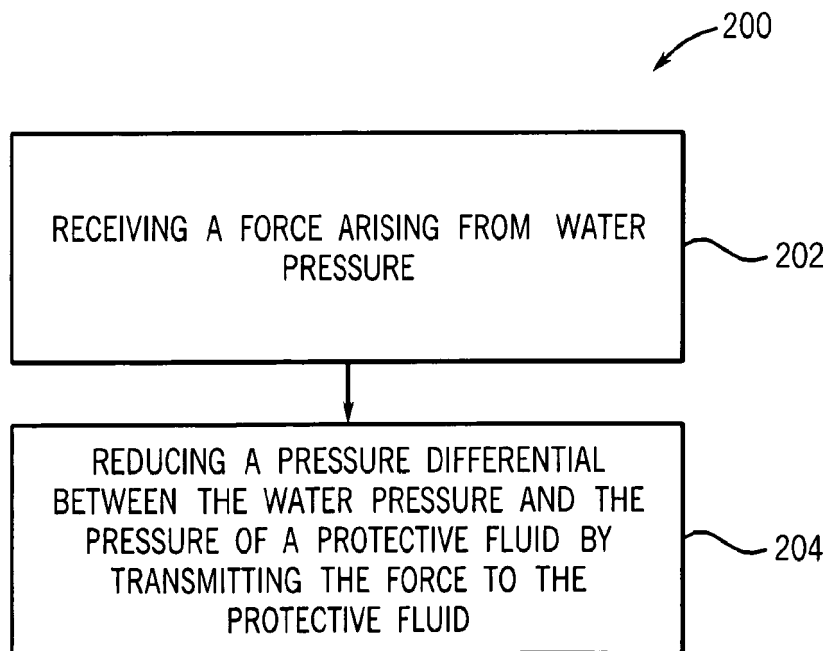 200
RECEIVING A FORCE ARISING FROM WATER
PRESSURE
202
REDUCING A PRESSURE DIFFERENTIAL
BETWEEN THE WATER PRESSURE AND THE
PRESSURE OF A PROTECTIVE FLUID BY
TRANSMITTING THE FORCE TO THE
PROTECTIVE FLUID
204